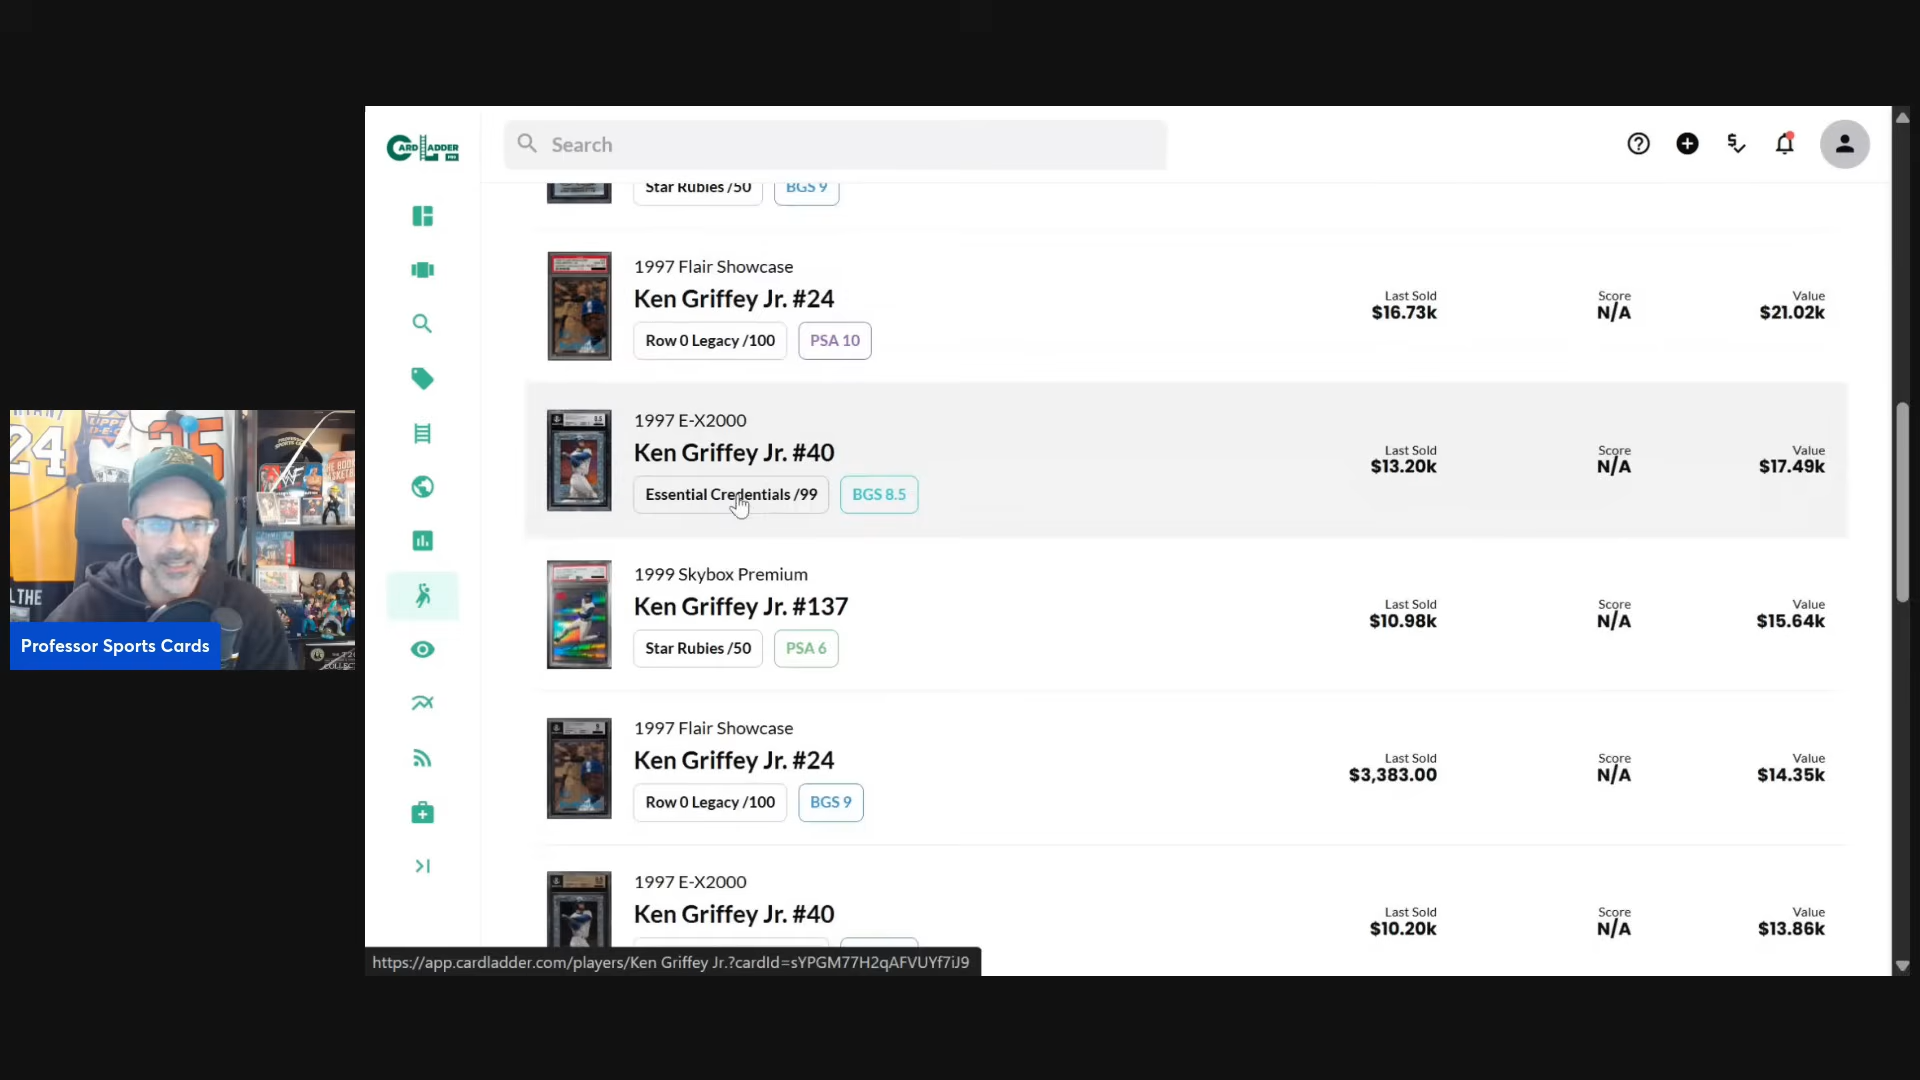 CARD LADDER
PRO
Search
Star Rubies /50
BGS 9
1997 Flair Showcase
Ken Griffey Jr. #24
Row 0 Legacy /100
PSA 10
Last Sold
$16.73k
Score
N/A
Value
$21.02k
1997 E-X2000
Ken Griffey Jr. #40
Essential Credentials /99
BGS 8.5
Last Sold
$13.20k
Score
N/A
Value
$17.49k
1999 Skybox Premium
Ken Griffey Jr. #137
Star Rubies /50
PSA 6
Last Sold
$10.98k
Score
N/A
Value
$15.64k
1997 Flair Showcase
Ken Griffey Jr. #24
Row 0 Legacy /100
BGS 9
Last Sold
$3,383.00
Score
N/A
Value
$14.35k
1997 E-X2000
Ken Griffey Jr. #40
Last Sold
$10.20k
Score
N/A
Value
$13.86k
https://app.cardladder.com/players/Ken Griffey Jr.?cardId=sYPGM77H2qAFVUYf7iJ9
24
35
THE
Professor Sports Cards